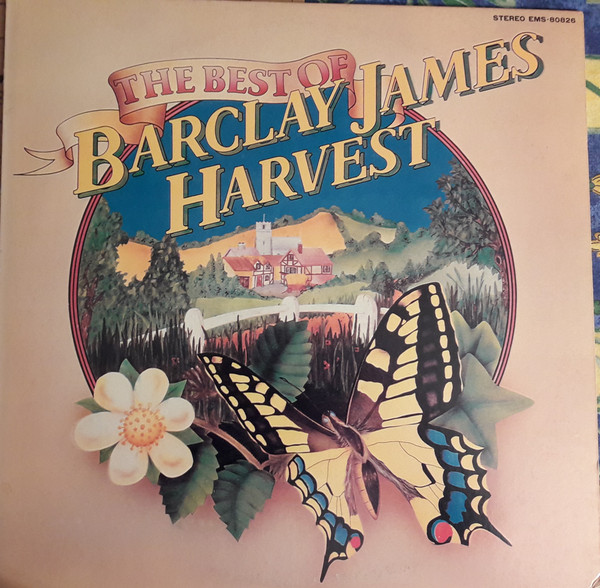 STEREO EMS-80826
THE BEST OF
BARCLAY JAMES
HARVEST